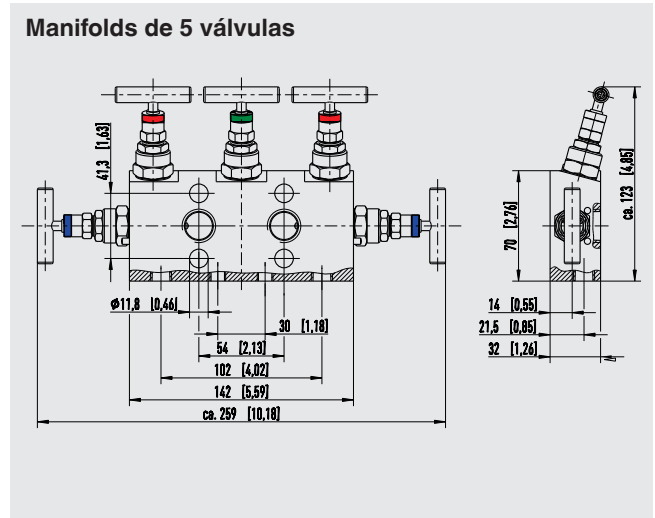 Manifolds de 5 válvulas
41,3 [1,63]
ø11,8 [0,46]
30 [1,18]
54 [2,13]
102 [4,02]
142 [5,59]
ca. 259 [10,18]
ca. 123 [4,85]
70 [2,76]
14 [0,55]
21,5 [0,85]
32 [1,26]